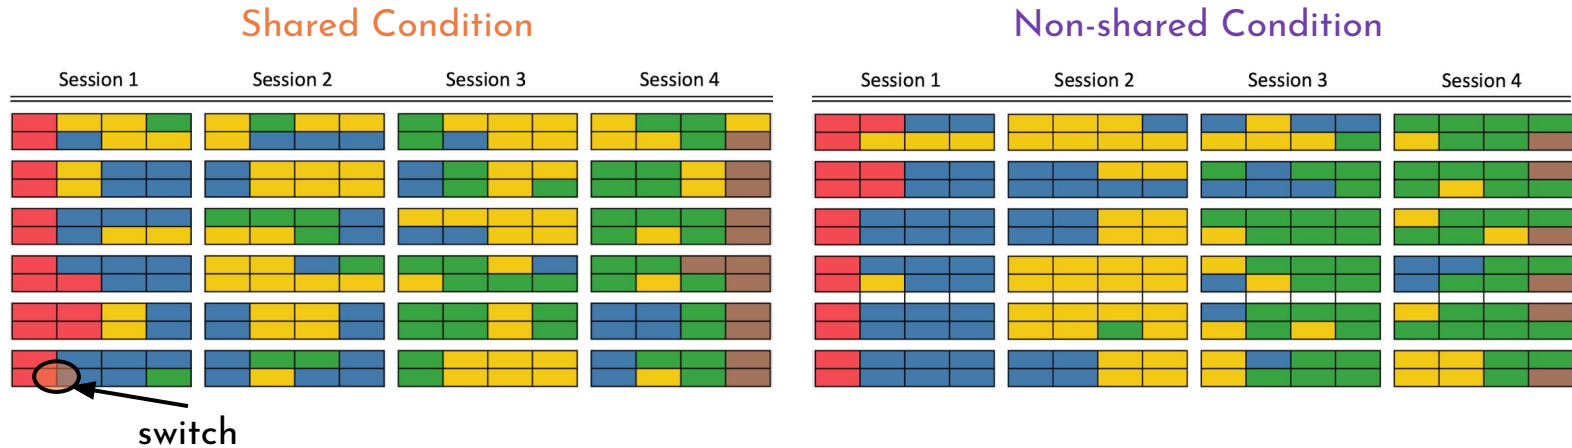 Shared Condition
Non-shared Condition
Session 1
Session 2
Session 3
Session 4
Session 1
Session 2
Session 3
Session 4
switch